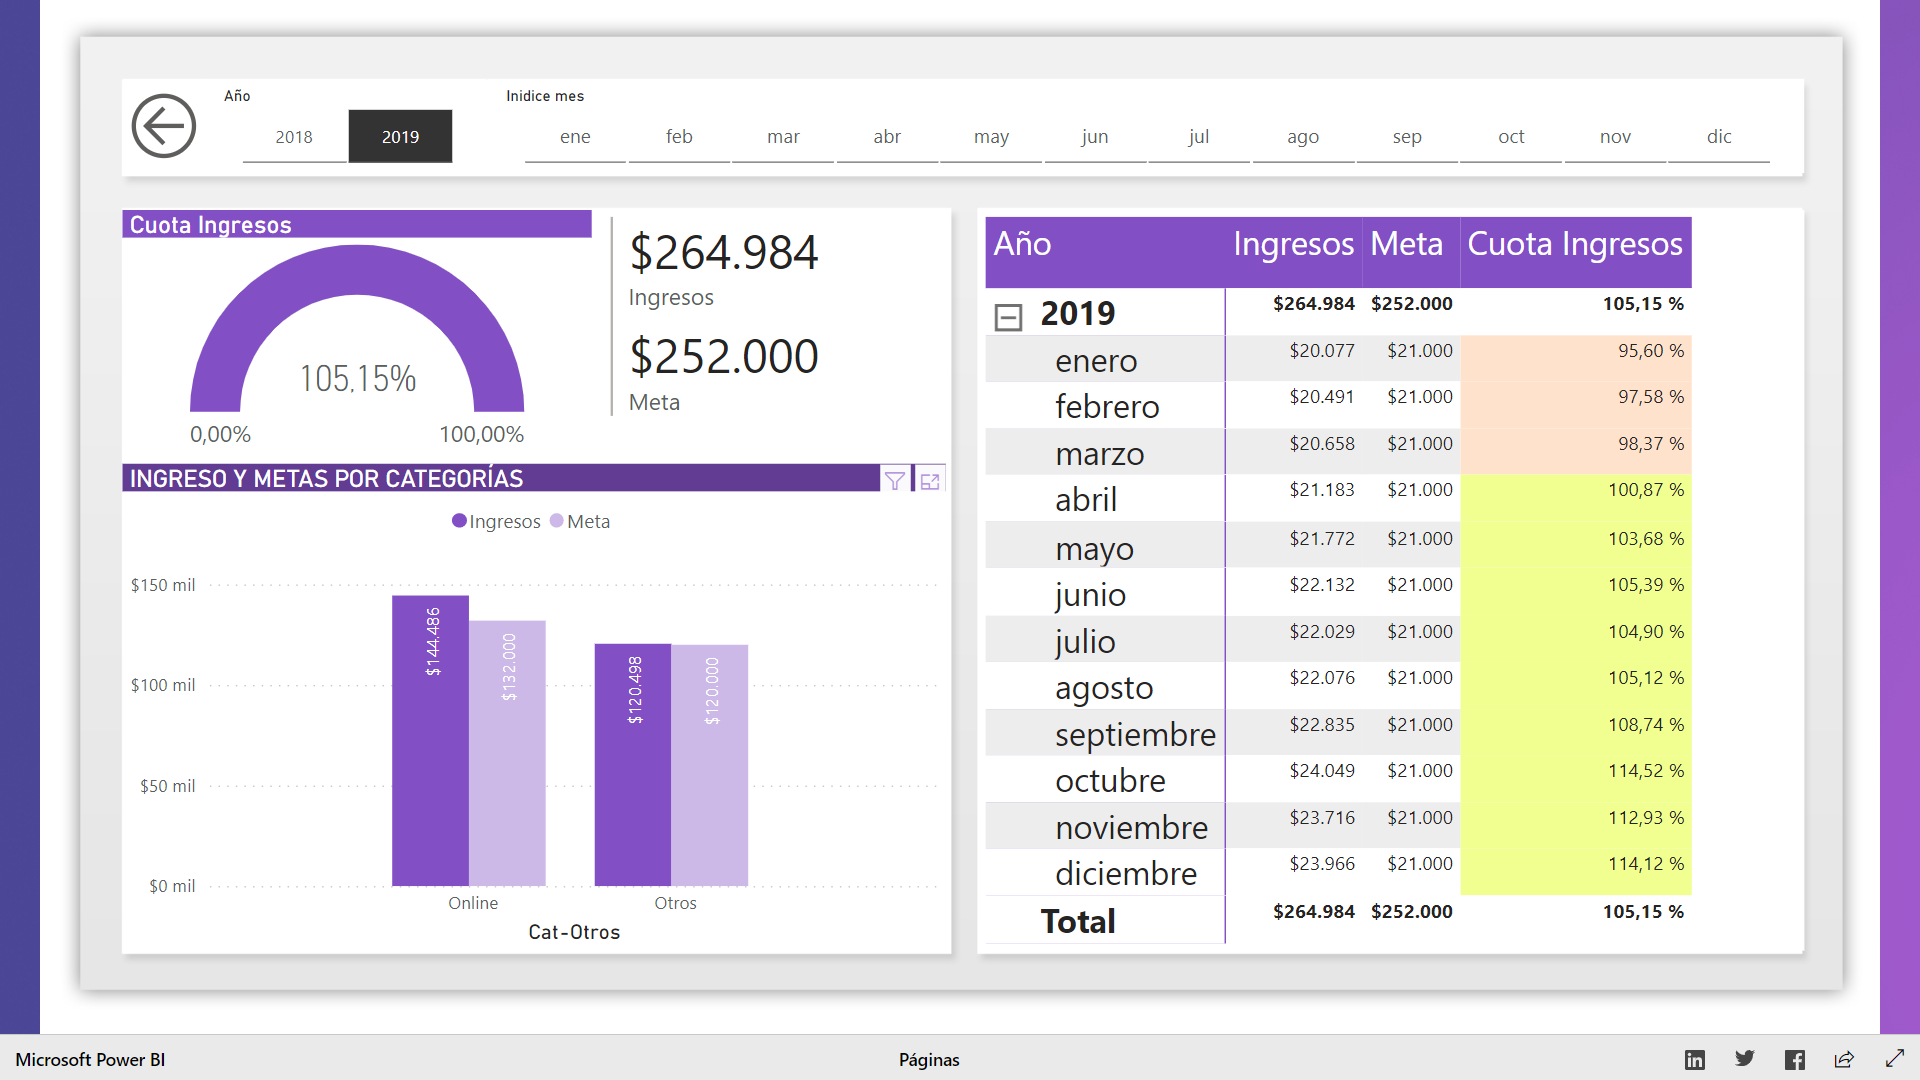 Año
2018 2019
Inidice mes
ene feb mar abr may jun jul ago sep oct nov dic
Cuota Ingresos
105,15%
0,00% 100,00%
$264.984
Ingresos
$252.000
Meta
INGRESO Y METAS POR CATEGORÍAS
Ingresos Meta
$150 mil
$100 mil
$50 mil
$0 mil
$144.486
$132.000
$120.498
$120.000
Online Otros
Cat-Otros
Año Ingresos Meta Cuota Ingresos
2019 $264.984 $252.000 105,15 %
enero $20.077 $21.000 95,60 %
febrero $20.491 $21.000 97,58 %
marzo $20.658 $21.000 98,37 %
abril $21.183 $21.000 100,87 %
mayo $21.772 $21.000 103,68 %
junio $22.132 $21.000 105,39 %
julio $22.029 $21.000 104,90 %
agosto $22.076 $21.000 105,12 %
septiembre $22.835 $21.000 108,74 %
octubre $24.049 $21.000 114,52 %
noviembre $23.716 $21.000 112,93 %
diciembre $23.966 $21.000 114,12 %
Total $264.984 $252.000 105,15 %
Microsoft Power BI
Páginas